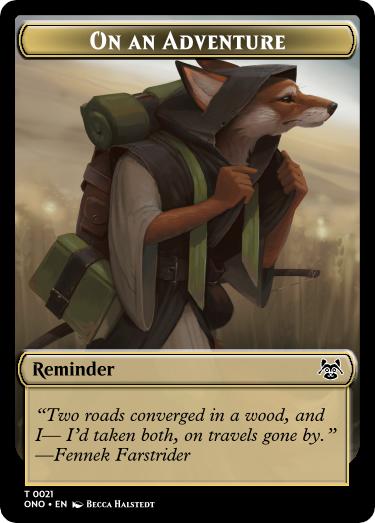 On an Adventure
Reminder
“Two roads converged in a wood, and
I— I’d taken both, on travels gone by.”
—Fennek Farstrider
T 0021
ONO • EN Becca Halstedt